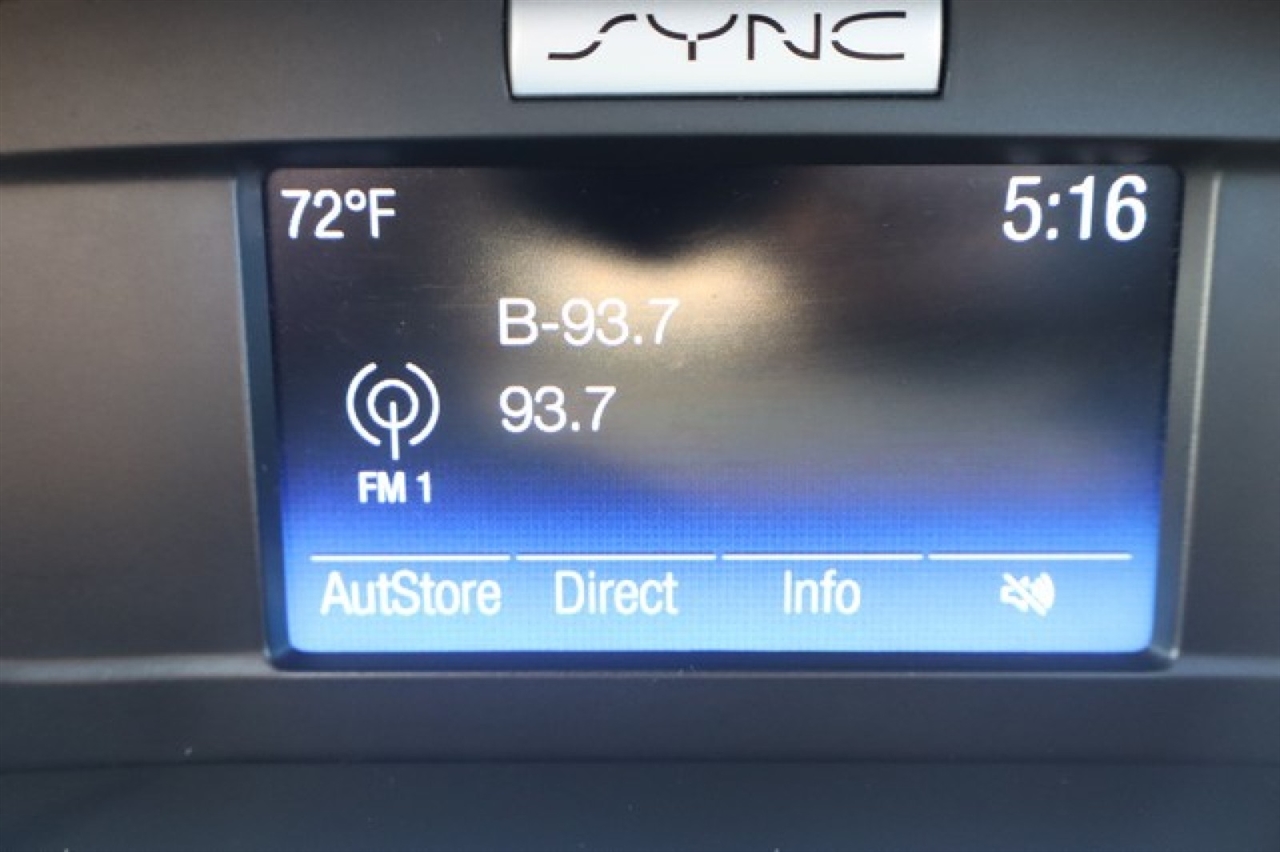 SYNC
72°F 5:16
B-93.7
93.7
FM 1
AutStore Direct Info